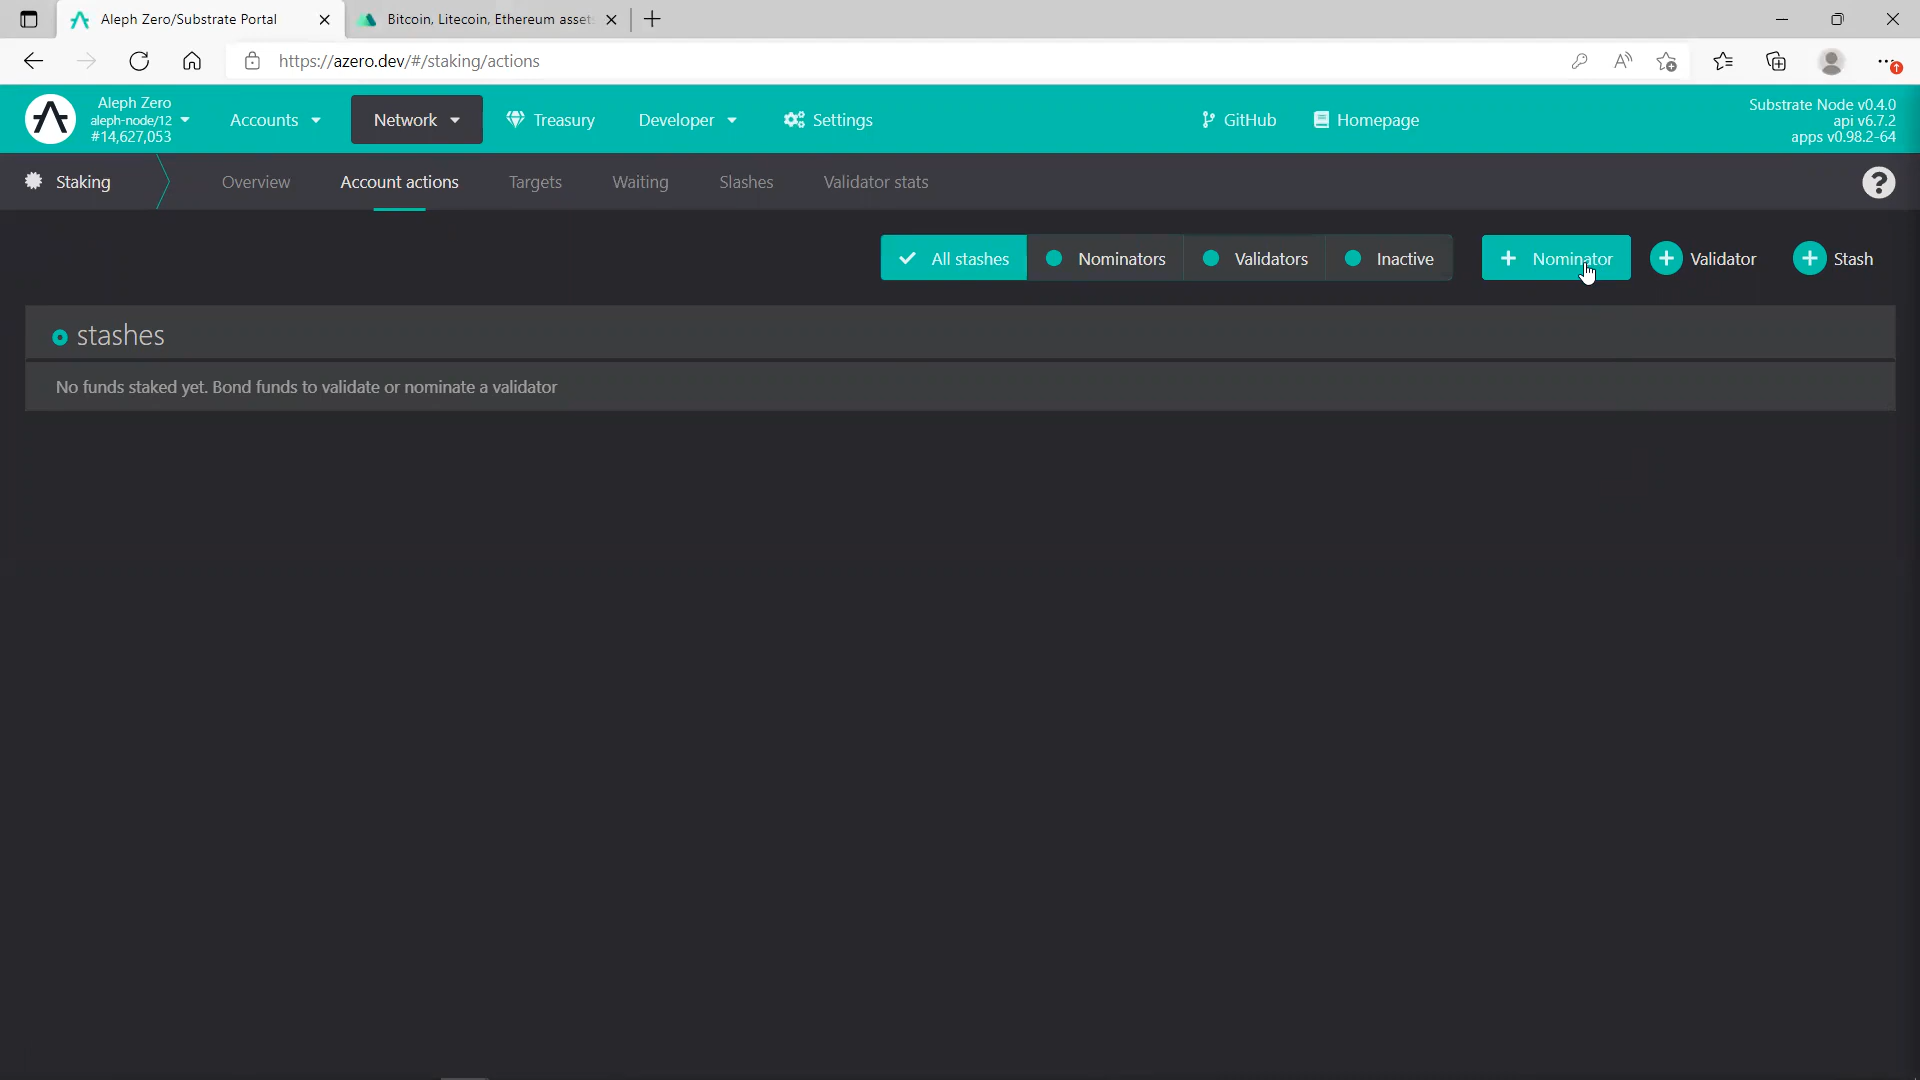 Aleph Zero/Substrate Portal
Bitcoin, Litecoin, Ethereum asset
https://azero.dev/#/staking/actions
Aleph Zero
aleph-node/12
#14,627,053
Accounts
Network
Treasury
Developer
Settings
GitHub
Homepage
Substrate Node v0.4.0
api v6.7.2
apps v0.98.2-64
Staking
Overview
Account actions
Targets
Waiting
Slashes
Validator stats
All stashes
Nominators
Validators
Inactive
Nominator
Validator
Stash
stashes
No funds staked yet. Bond funds to validate or nominate a validator